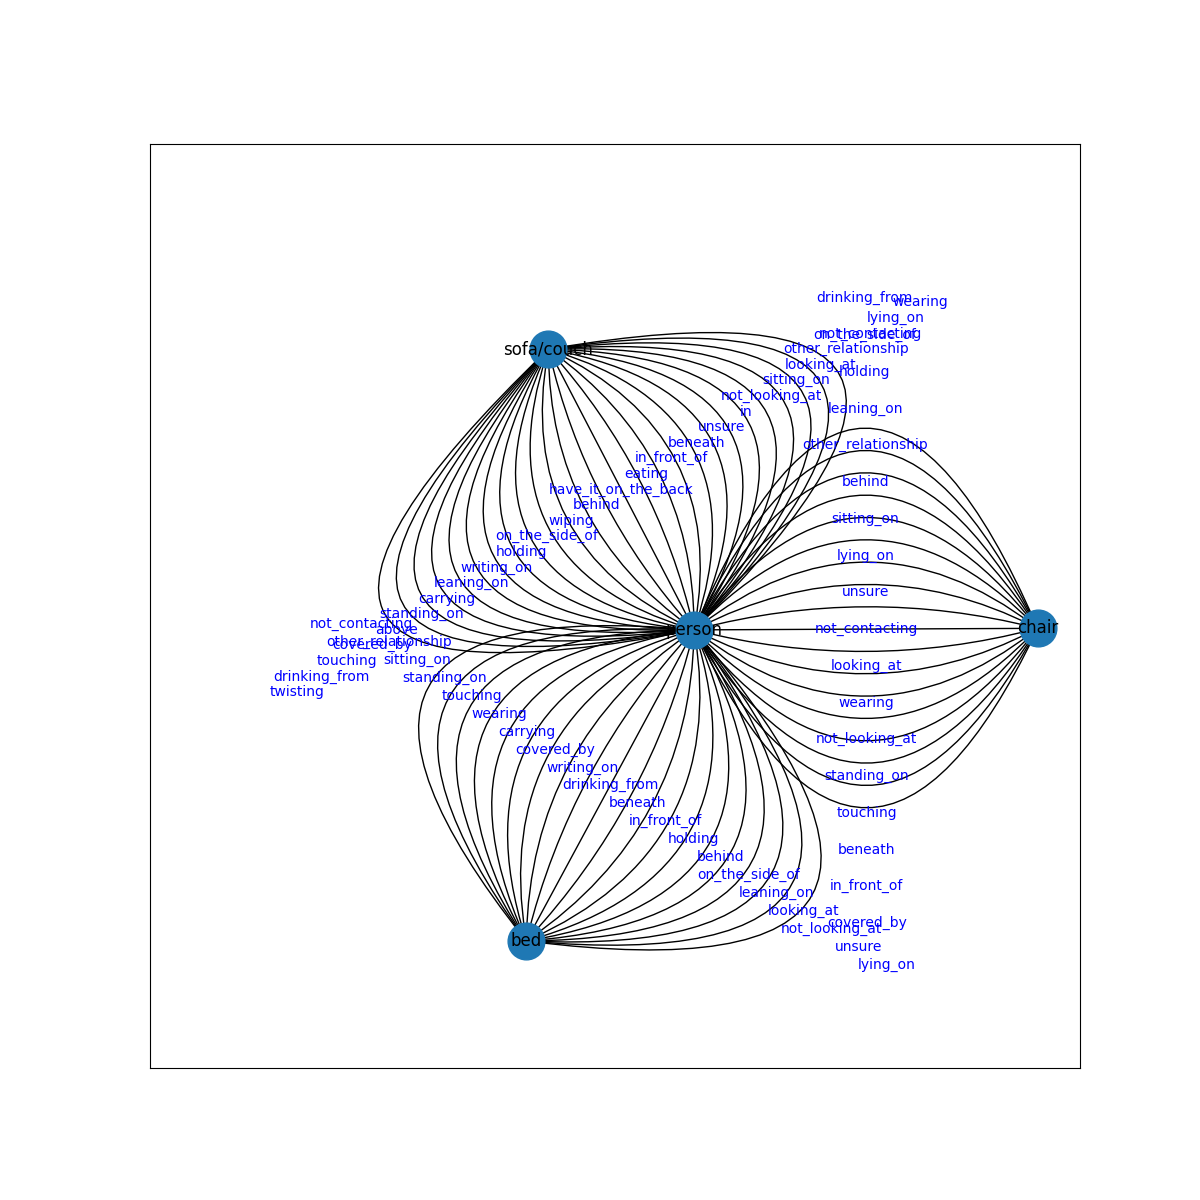 drinking_from
wearing
lying_on
not_contacting
on_the_side_of
sofa/couch
other_relationship
looking_at
holding
sitting_on
not_looking_at
leaning_on
in
unsure
beneath
other_relationship
in_front_of
eating
behind
have_it_on_the_back
behind
wiping
sitting_on
on_the_side_of
holding
lying_on
writing_on
leaning_on
unsure
carrying
standing_on
not_contacting
above
person
not_contacting
chair
other_relationship
covered_by
touching
sitting_on
looking_at
drinking_from
standing_on
twisting
touching
wearing
wearing
carrying
not_looking_at
covered_by
writing_on
standing_on
drinking_from
beneath
touching
in_front_of
holding
beneath
behind
on_the_side_of
in_front_of
leaning_on
looking_at
covered_by
not_looking_at
bed
unsure
lying_on